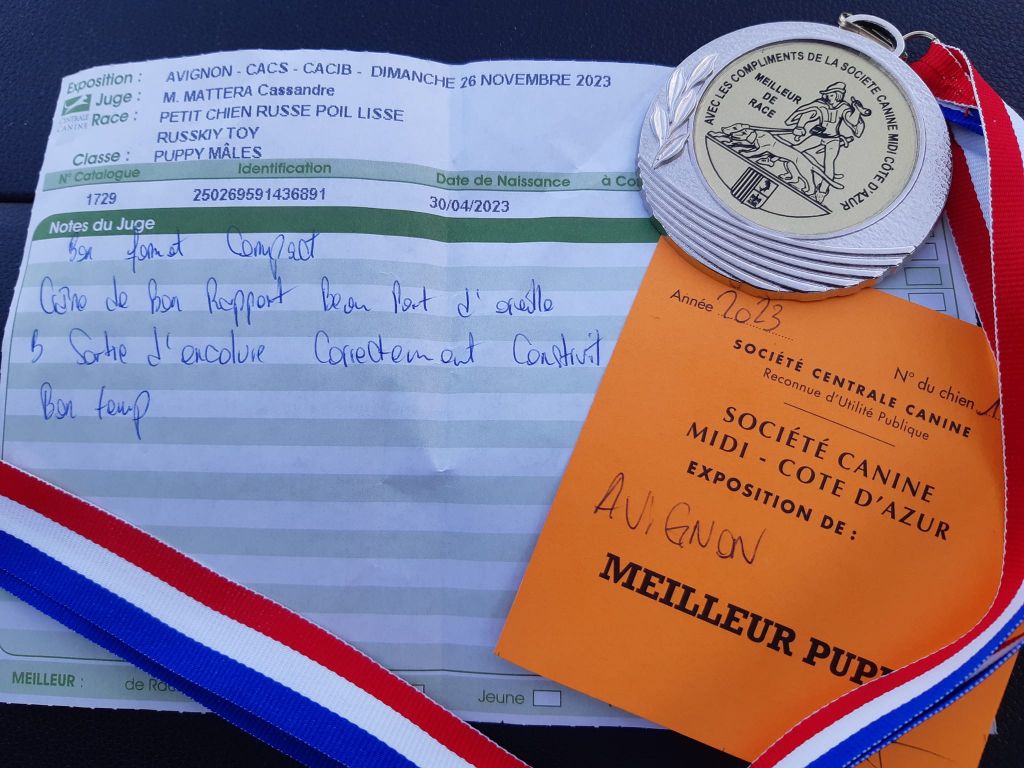 Exposition : AVIGNON - CACS - CACIB - DIMANCHE 26 NOVEMBRE 2023
Juge : M. MATTERA Cassandre
Race : PETIT CHIEN RUSSE POIL LISSE
RUSSKIY TOY
CENTRALE
CANINE
Classe : PUPPY MÂLES
N° Catalogue Identification Date de Naissance à
1729 250269591436891 30/04/2023
Notes du Juge
Bon format Compact
Crâne de Bon Rapport Beau Port d'oreille
B Sortie d'encolure Correctement Construit
Bon temp
MEILLEUR : de Jeune
AVEC LES COMPLIMENTS DE LA SOCIETE CANINE MIDI CÔTE D'AZUR
MEILLEUR
DE
RACE
Année 2023
N° du chien 1
SOCIÉTÉ CENTRALE CANINE
Reconnue d'Utilité Publique
SOCIÉTÉ CANINE
MIDI - COTE D'AZUR
EXPOSITION DE :
AVIGNON
MEILLEUR